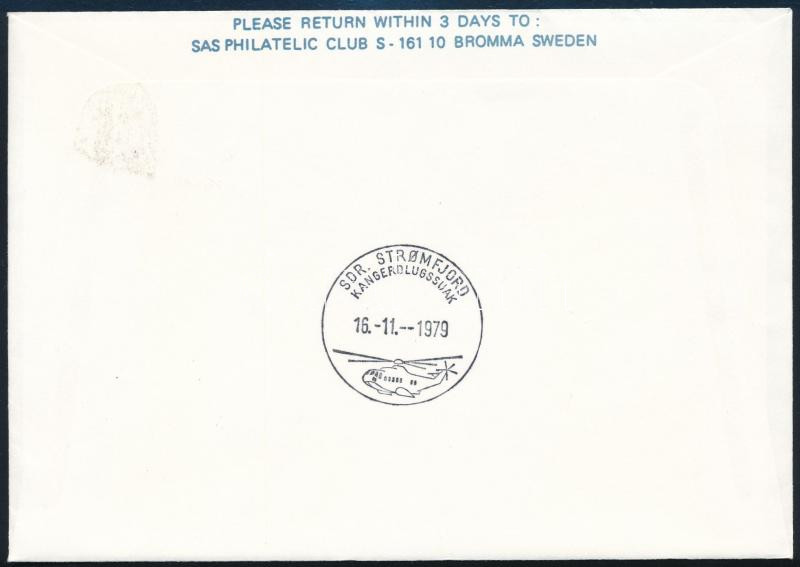 PLEASE RETURN WITHIN 3 DAYS TO :
SAS PHILATELIC CLUB S - 161 10 BROMMA SWEDEN
SDR. STRØMFJORD
KANGERDLUGSSUAK
16.-11.--1979